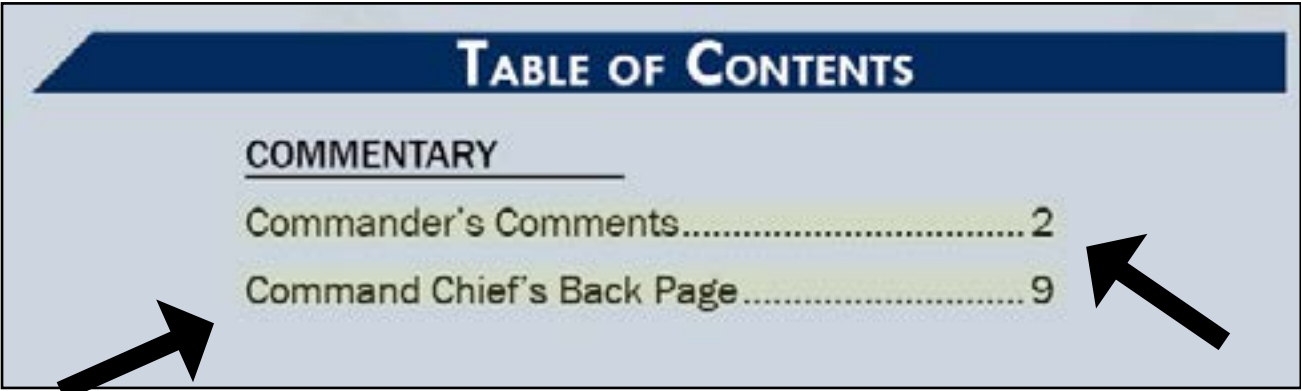 TABLE OF CONTENTS
COMMENTARY
Commander's Comments................................. 2
Command Chief's Back Page........................... 9